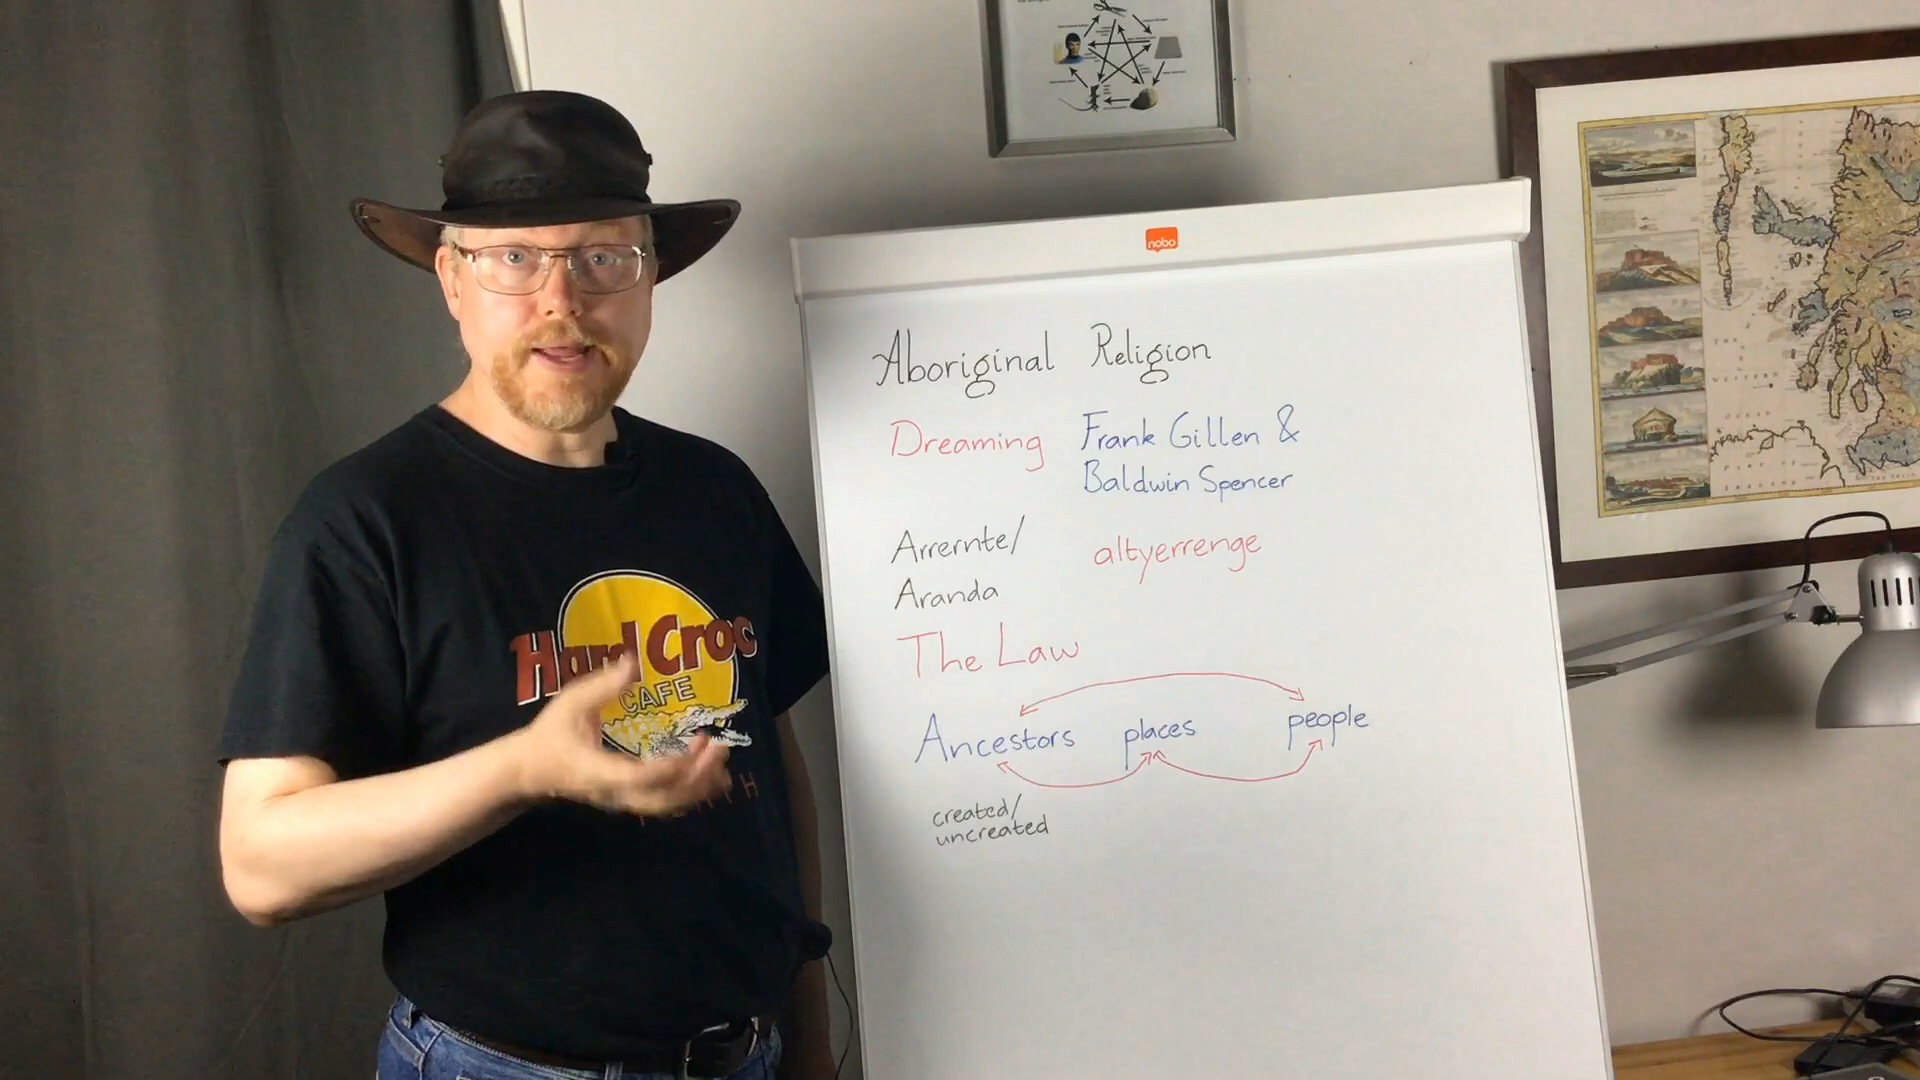 nobo
Aboriginal Religion
Dreaming Frank Gillen &
Baldwin Spencer
Arrernte/ altyerrenge
Aranda
The Law
Ancestors places people
created/
uncreated
Hard Croc
CAFE